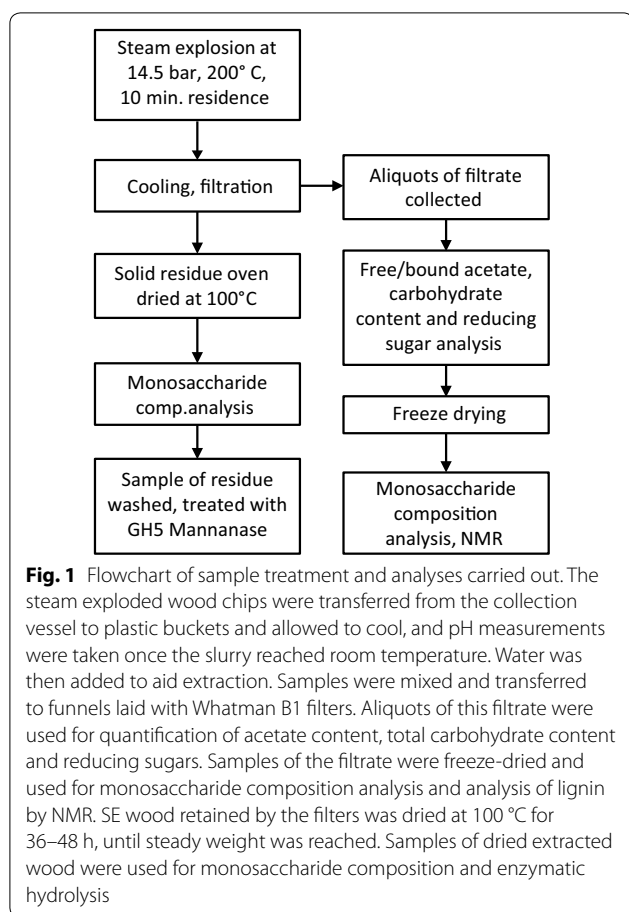 Steam explosion at
14.5 bar, 200° C,
10 min. residence
Cooling, filtration
Solid residue oven
dried at 100°C
Monosaccharide
comp.analysis
Sample of residue
washed, treated with
GH5 Mannanase
Aliquots of filtrate
collected
Free/bound acetate,
carbohydrate
content and reducing
sugar analysis
Freeze drying
Monosaccharide
composition
analysis, NMR
Fig. 1 Flowchart of sample treatment and analyses carried out. The
steam exploded wood chips were transferred from the collection
vessel to plastic buckets and allowed to cool, and pH measurements
were taken once the slurry reached room temperature. Water was
then added to aid extraction. Samples were mixed and transferred
to funnels laid with Whatman B1 filters. Aliquots of this filtrate were
used for quantification of acetate content, total carbohydrate content
and reducing sugars. Samples of the filtrate were freeze-dried and
used for monosaccharide composition analysis and analysis of lignin
by NMR. SE wood retained by the filters was dried at 100 °C for
36–48 h, until steady weight was reached. Samples of dried extracted
wood were used for monosaccharide composition and enzymatic
hydrolysis